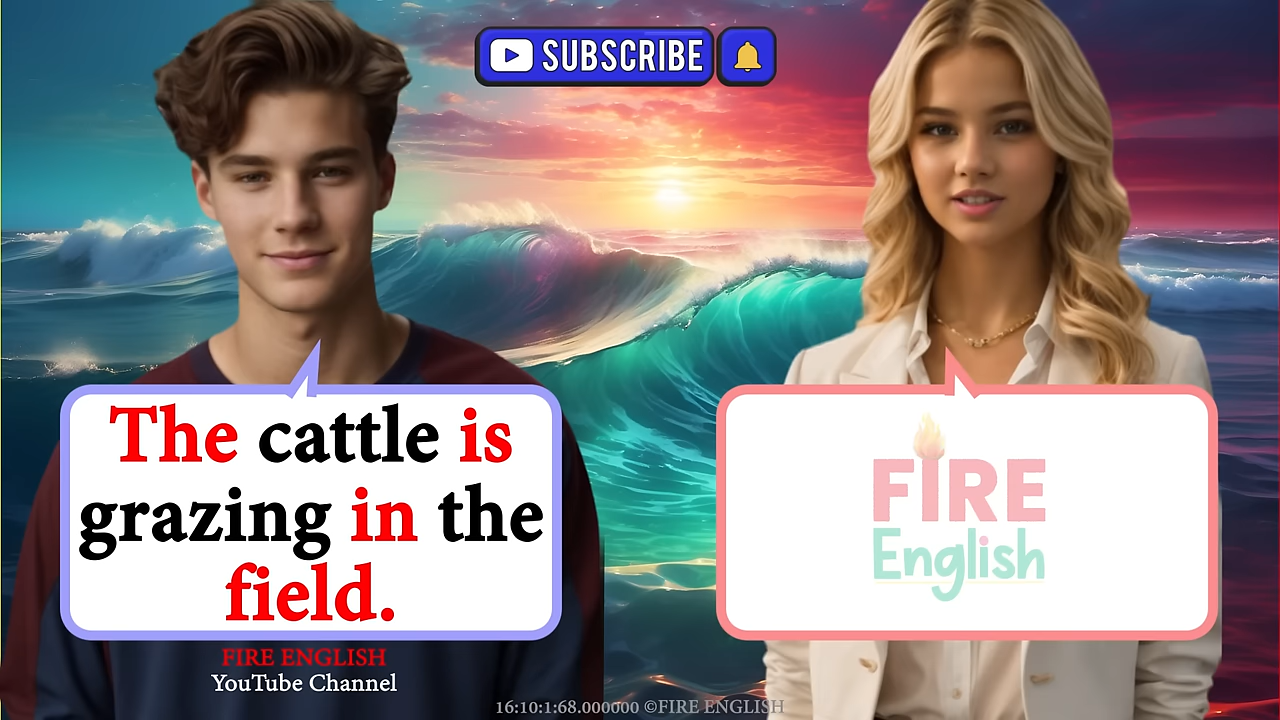 SUBSCRIBE
The cattle is
grazing in the
field.
FIRE
English
FIRE ENGLISH
YouTube Channel
16:10:1:68.000000 ©FIRE ENGLISH